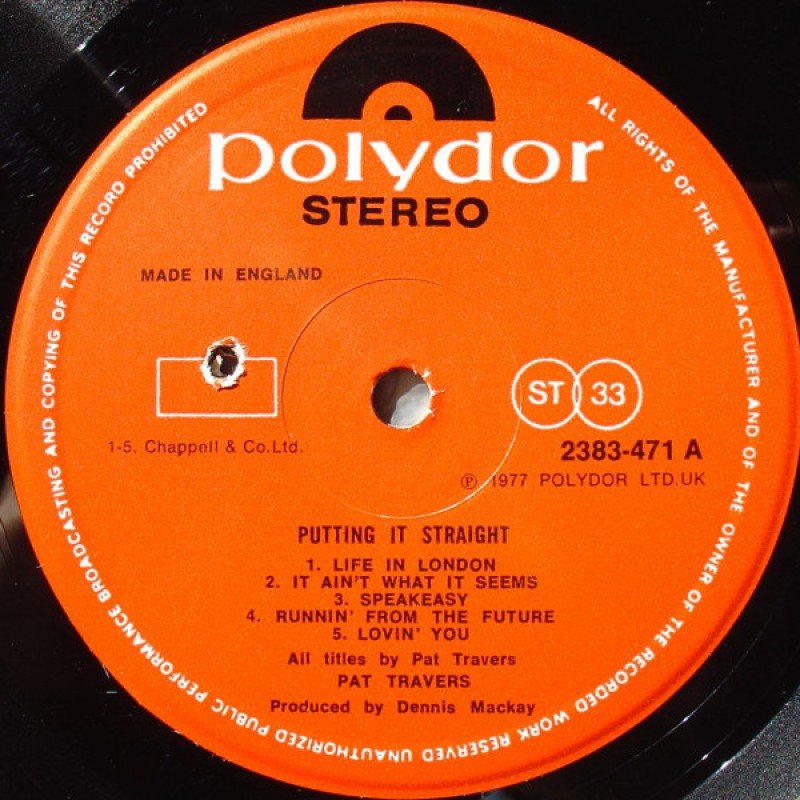 polydor
STEREO
MADE IN ENGLAND
ST 33
1-5. Chappell & Co.Ltd.
2383-471 A
℗ 1977 POLYDOR LTD.UK
PUTTING IT STRAIGHT
1. LIFE IN LONDON
2. IT AIN'T WHAT IT SEEMS
3. SPEAKEASY
4. RUNNIN' FROM THE FUTURE
5. LOVIN' YOU
All titles by Pat Travers
PAT TRAVERS
Produced by Dennis Mackay
ALL RIGHTS OF THE MANUFACTURER AND OF THE OWNER OF THE RECORDED WORK RESERVED UNAUTHORIZED PUBLIC PERFORMANCE BROADCASTING AND COPYING OF THIS RECORD PROHIBITED